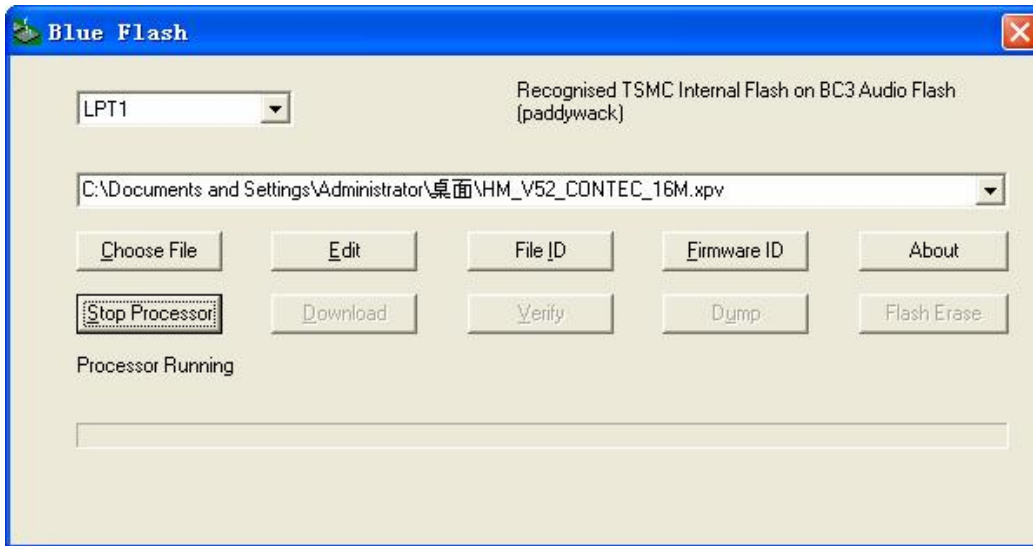 Blue Flash
LPT1
Recognised TSMC Internal Flash on BC3 Audio Flash
(paddywack)
C:\Documents and Settings\Administrator\桌面\HM_V52_CONTEC_16M.xpv
Choose File
Edit
File ID
Firmware ID
About
Stop Processor
Download
Verify
Dump
Flash Erase
Processor Running